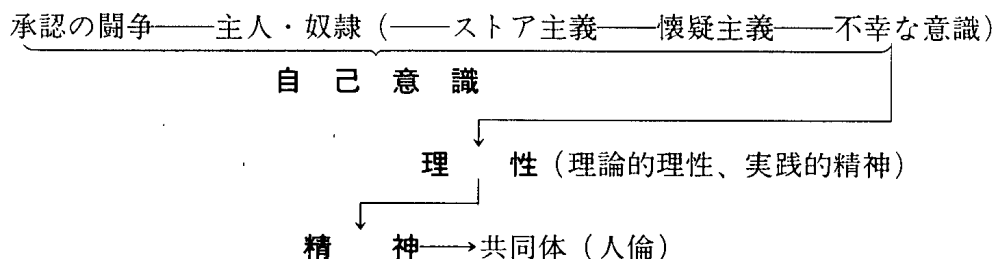 承認の闘争――主人・奴隷（――ストア主義――懐疑主義――不幸な意識）
自己意識
理性（理論的理性、実践的精神）
精神→共同体（人倫）